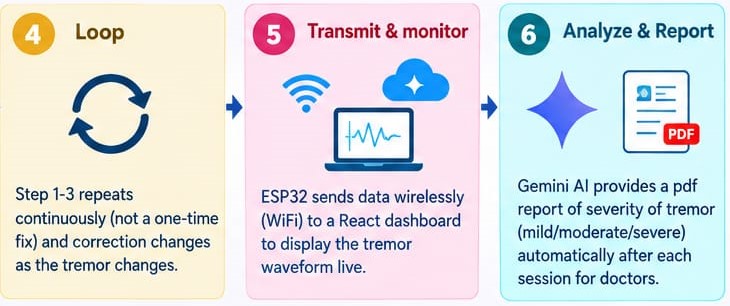 4 Loop
Step 1-3 repeats
continuously (not a one-time
fix) and correction changes
as the tremor changes.
5 Transmit & monitor
ESP32 sends data wirelessly
(WiFi) to a React dashboard
to display the tremor
waveform live.
6 Analyze & Report
PDF
Gemini AI provides a pdf
report of severity of tremor
(mild/moderate/severe)
automatically after each
session for doctors.